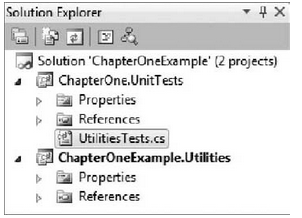 Solution Explorer
Solution 'ChapterOneExample' (2 projects)
ChapterOne.UnitTests
Properties
References
UtilitiesTests.cs
ChapterOneExample.Utilities
Properties
References